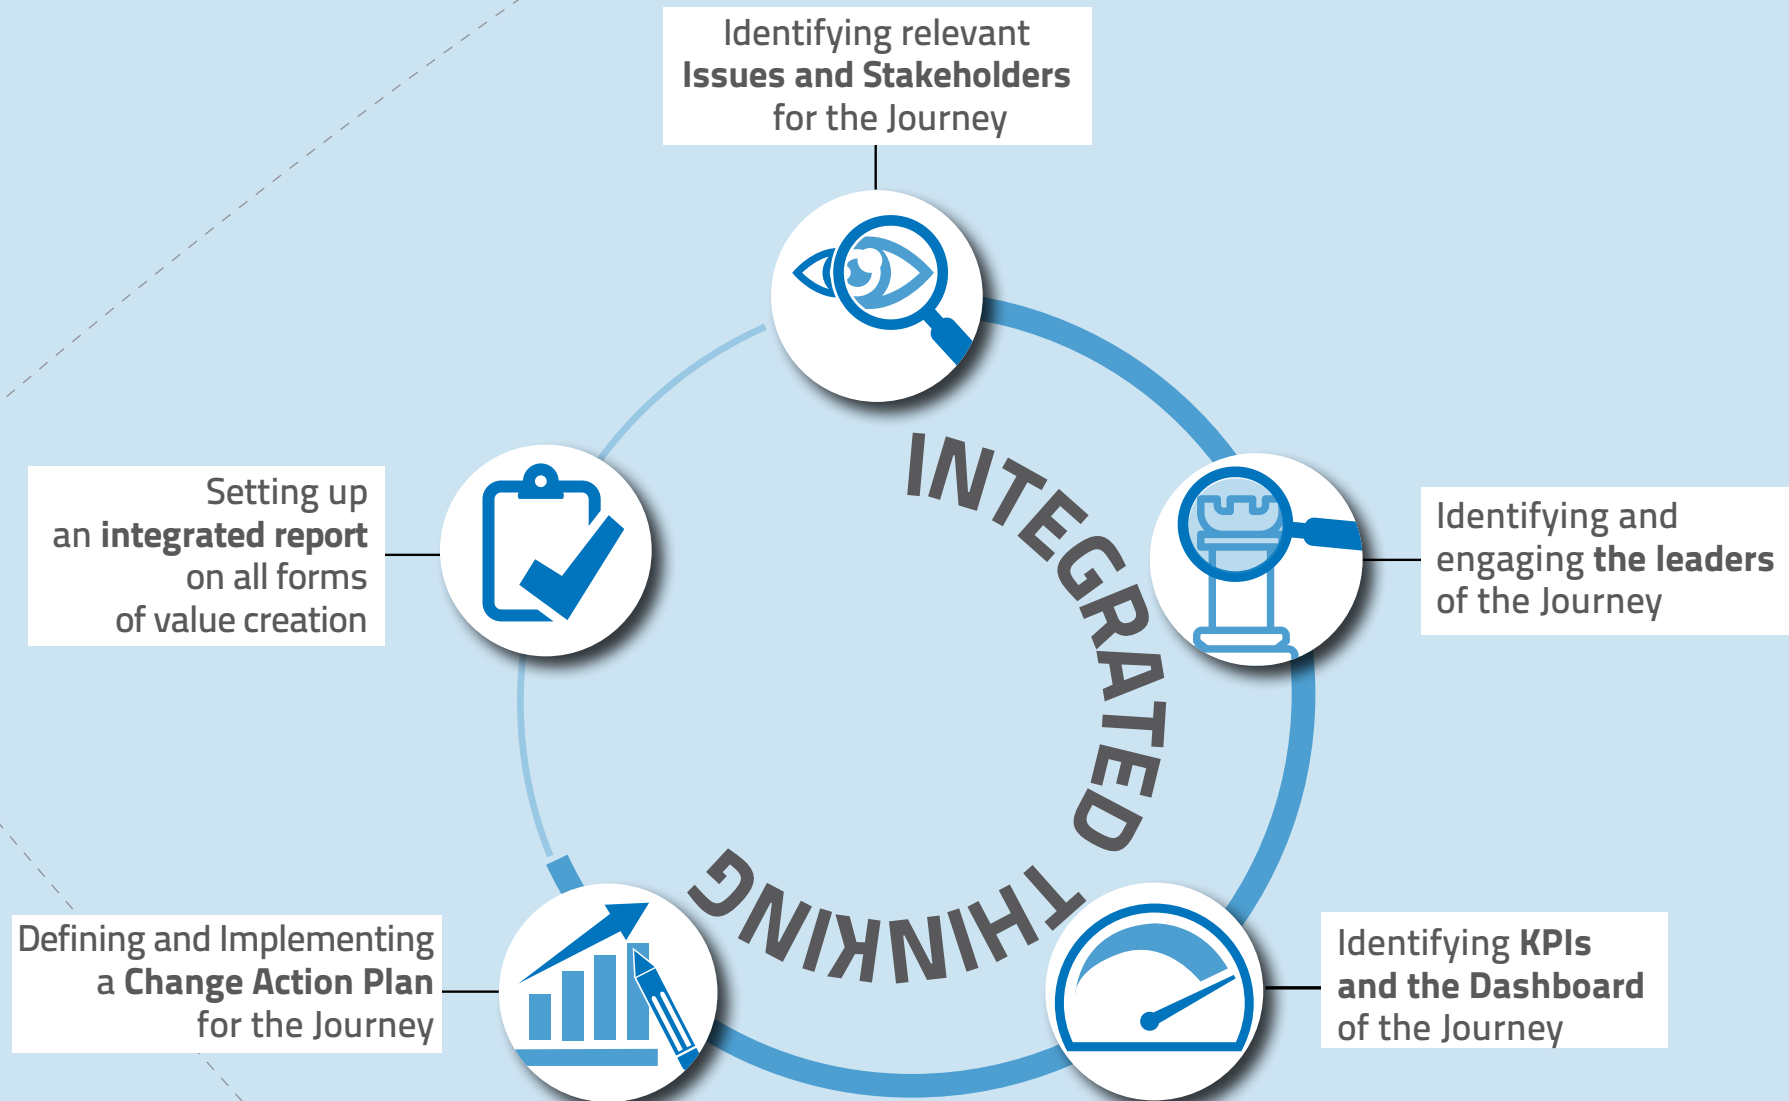 Identifying relevant
Issues and Stakeholders
for the Journey
Identifying and
engaging the leaders
of the Journey
Identifying KPIs
and the Dashboard
of the Journey
Defining and Implementing
a Change Action Plan
for the Journey
Setting up
an integrated report
on all forms
of value creation
INTEGRATED THINKING